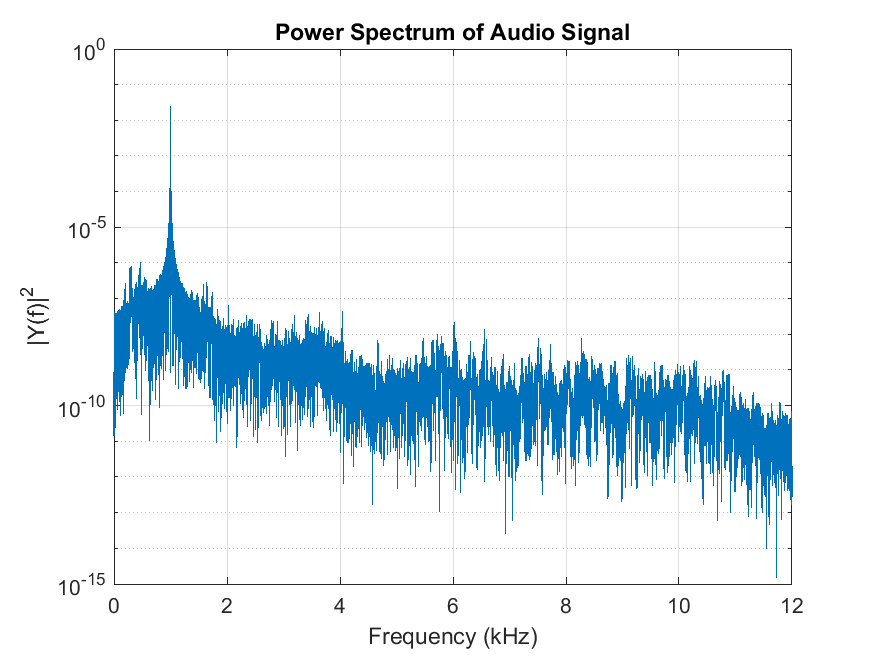 Power Spectrum of Audio Signal
10^0
10^-5
10^-10
10^-15
|Y(f)|^2
0 2 4 6 8 10 12
Frequency (kHz)